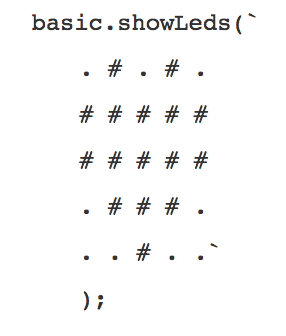 basic.showLeds(`
. # . # .
# # # # #
# # # # #
. # # # .
. . # . .`
);